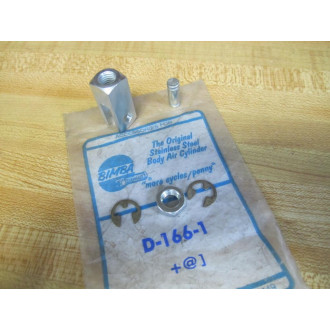 The Original
Stainless Steel
Body Air Cylinder
BIMBA
"more cycles/penny"
D-166-1
+@]